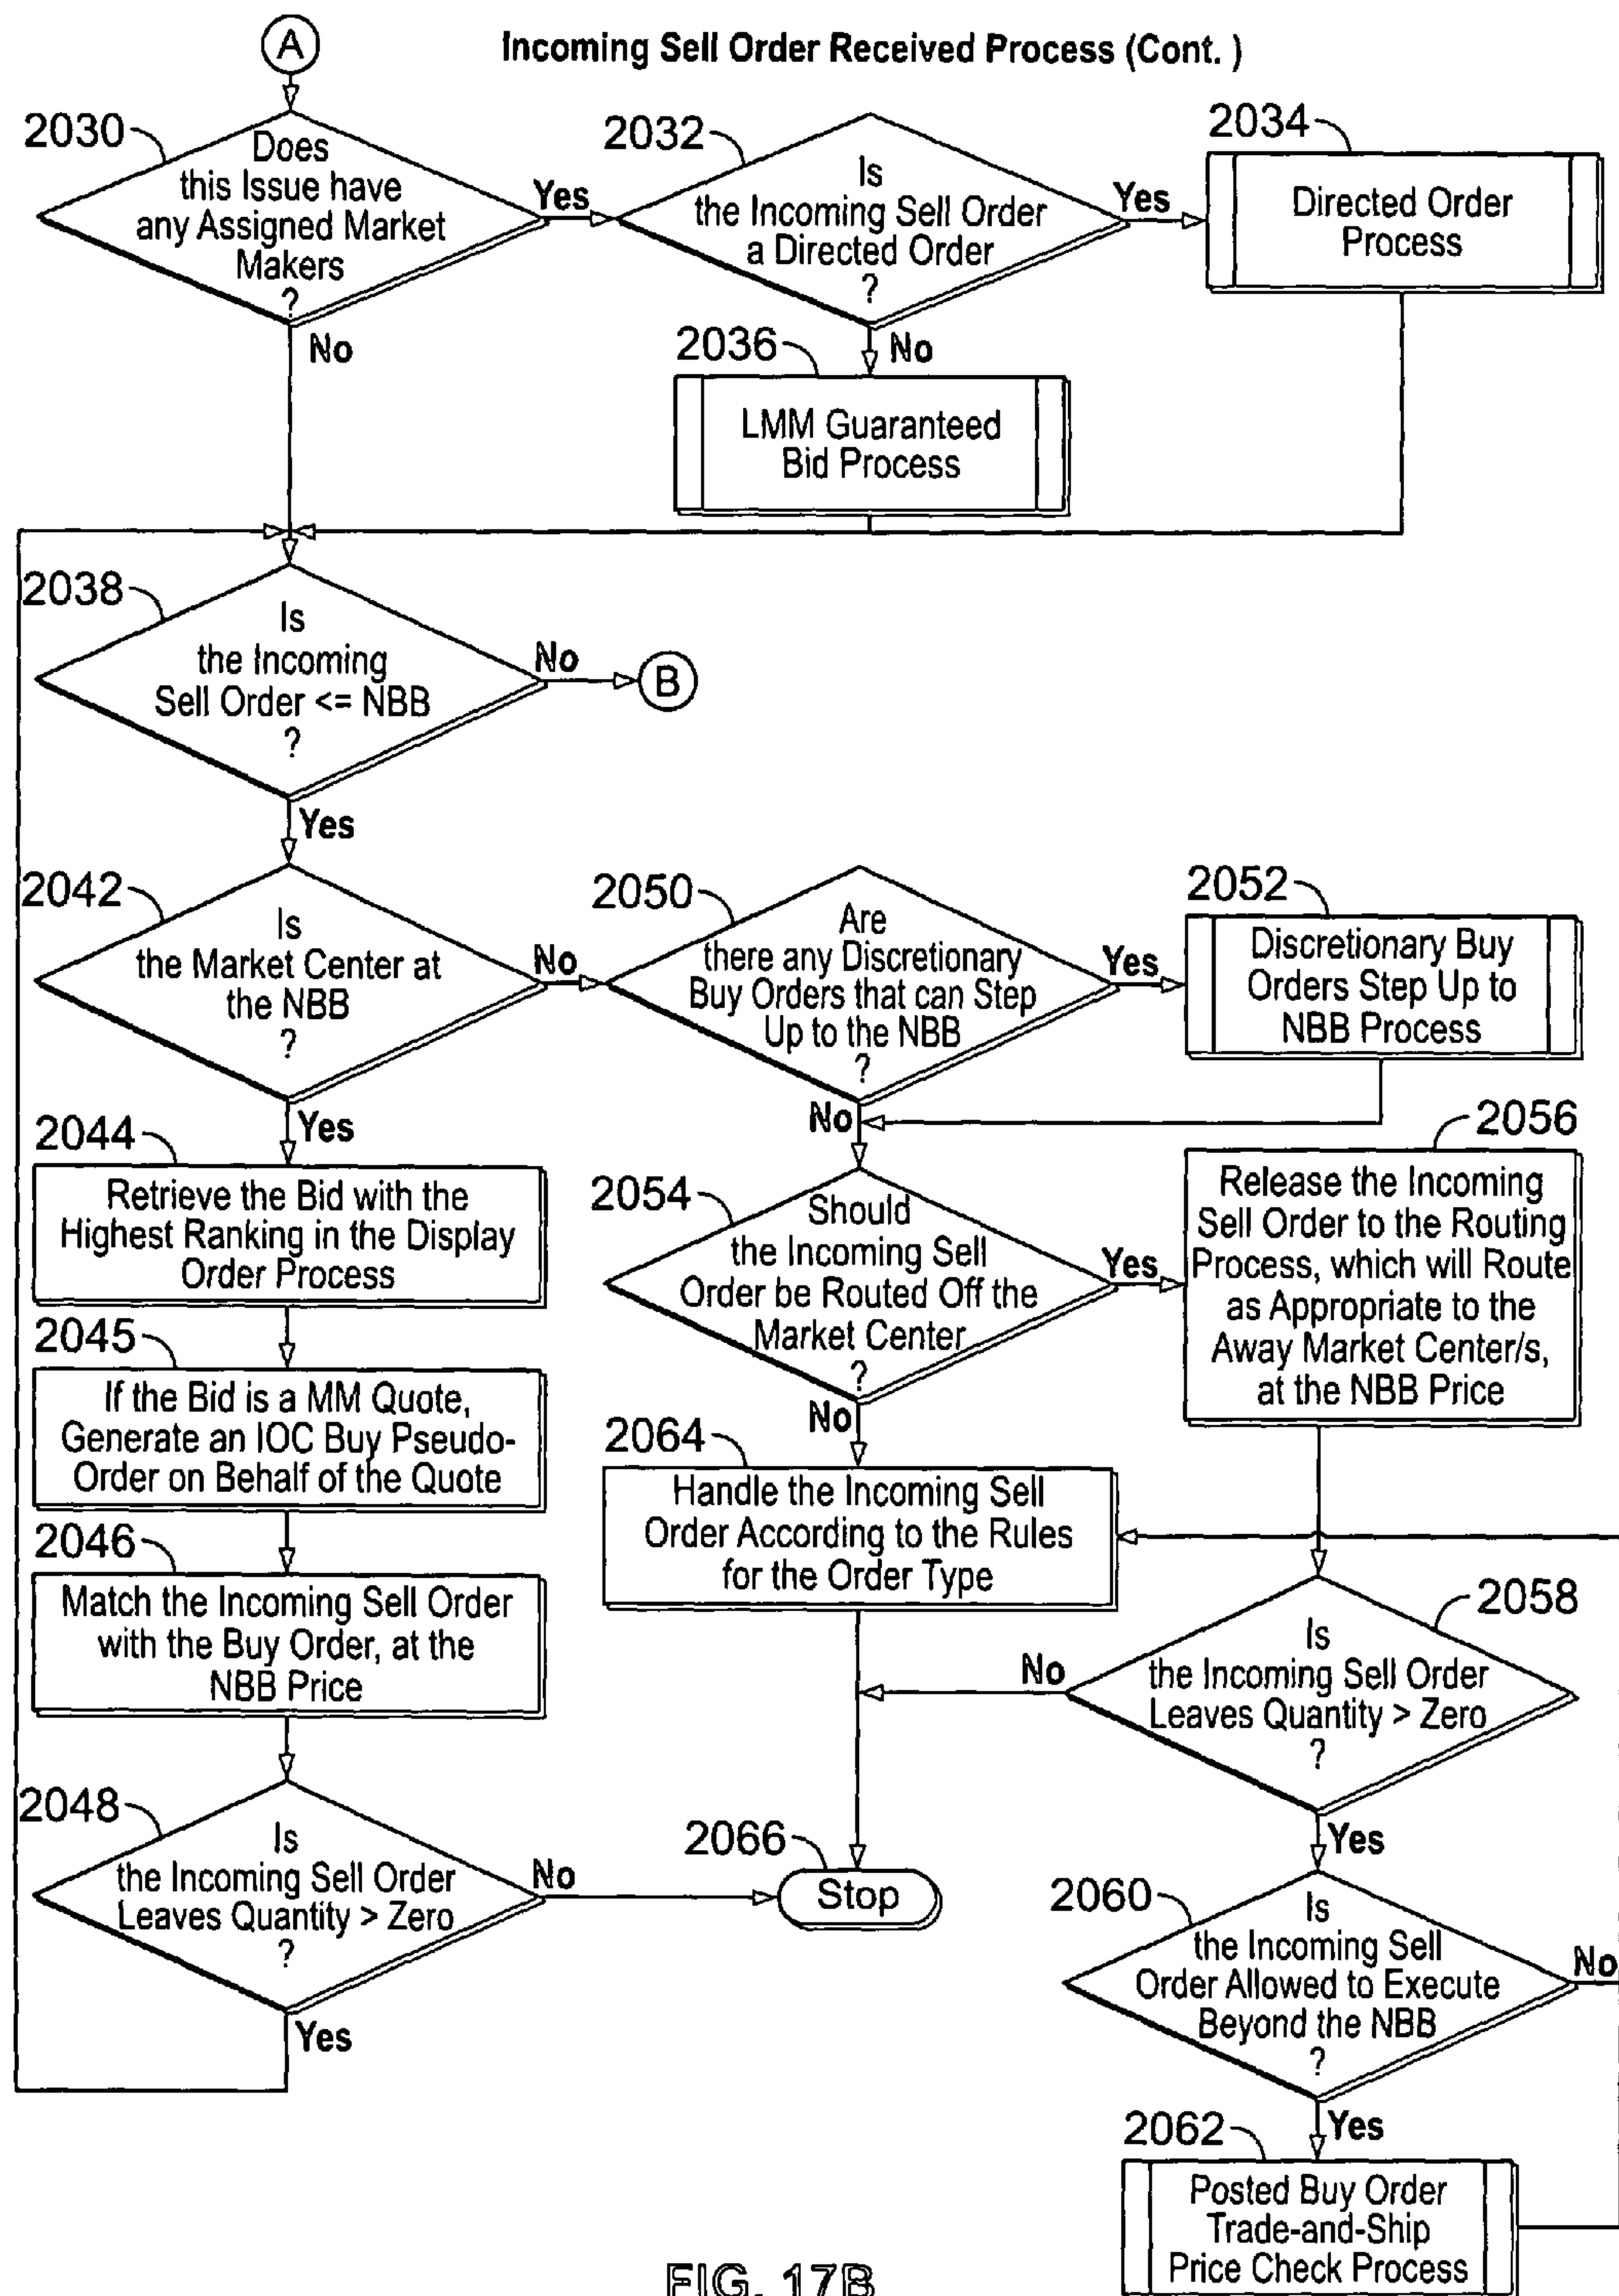 A
Incoming Sell Order Received Process (Cont. )
2030
Does
this Issue have
any Assigned Market
Makers
?
Yes
No
2032
Is
the Incoming Sell Order
a Directed Order
?
Yes
No
2034
Directed Order
Process
2036
LMM Guaranteed
Bid Process
2038
Is
the Incoming
Sell Order <= NBB
?
No
B
Yes
2042
Is
the Market Center at
the NBB
?
No
Yes
2050
Are
there any Discretionary
Buy Orders that can Step
Up to the NBB
?
Yes
No
2052
Discretionary Buy
Orders Step Up to
NBB Process
2044
Retrieve the Bid with the
Highest Ranking in the Display
Order Process
2054
Should
the Incoming Sell
Order be Routed Off the
Market Center
?
Yes
No
2056
Release the Incoming
Sell Order to the Routing
Process, which will Route
as Appropriate to the
Away Market Center/s,
at the NBB Price
2045
If the Bid is a MM Quote,
Generate an IOC Buy Pseudo-
Order on Behalf of the Quote
2064
Handle the Incoming Sell
Order According to the Rules
for the Order Type
2046
Match the Incoming Sell Order
with the Buy Order, at the
NBB Price
2058
Is
the Incoming Sell Order
Leaves Quantity > Zero
?
No
Yes
2048
Is
the Incoming Sell Order
Leaves Quantity > Zero
?
No
Yes
2066
Stop
2060
Is
the Incoming Sell
Order Allowed to Execute
Beyond the NBB
?
No
Yes
2062
Posted Buy Order
Trade-and-Ship
Price Check Process
FIG. 17B